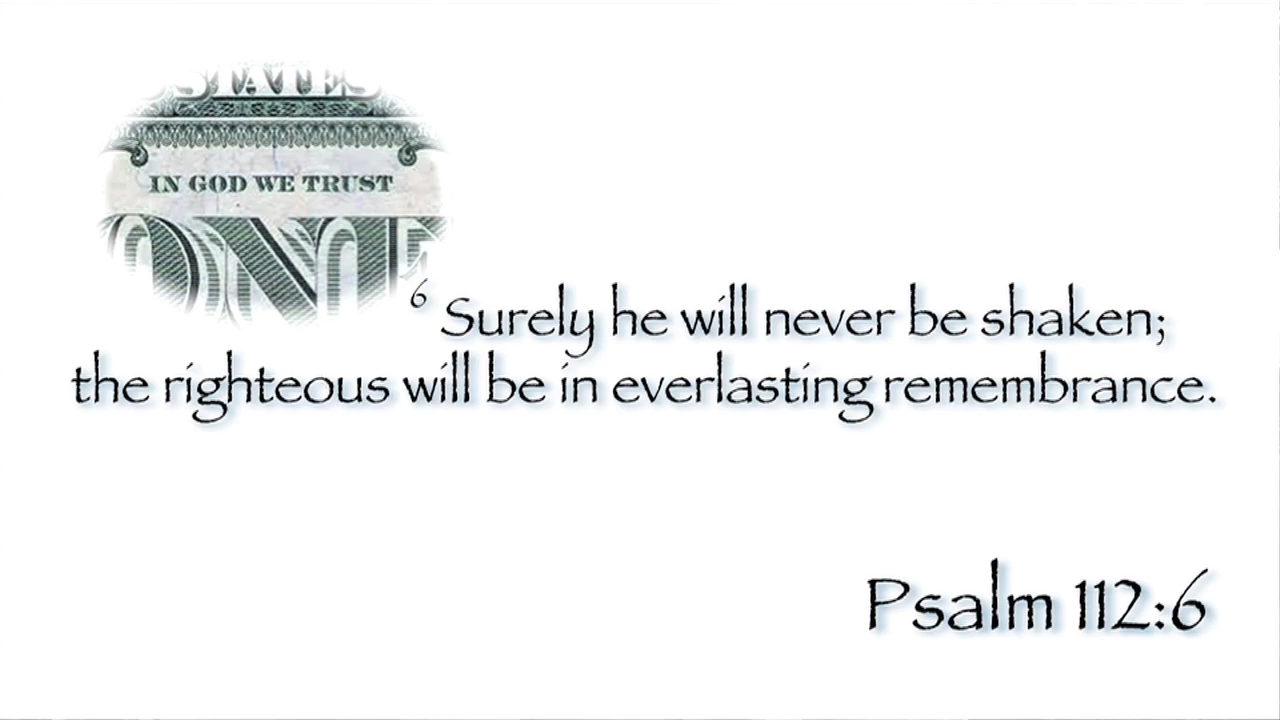 STATES
IN GOD WE TRUST
ONE
6 Surely he will never be shaken;
the righteous will be in everlasting remembrance.
Psalm 112:6